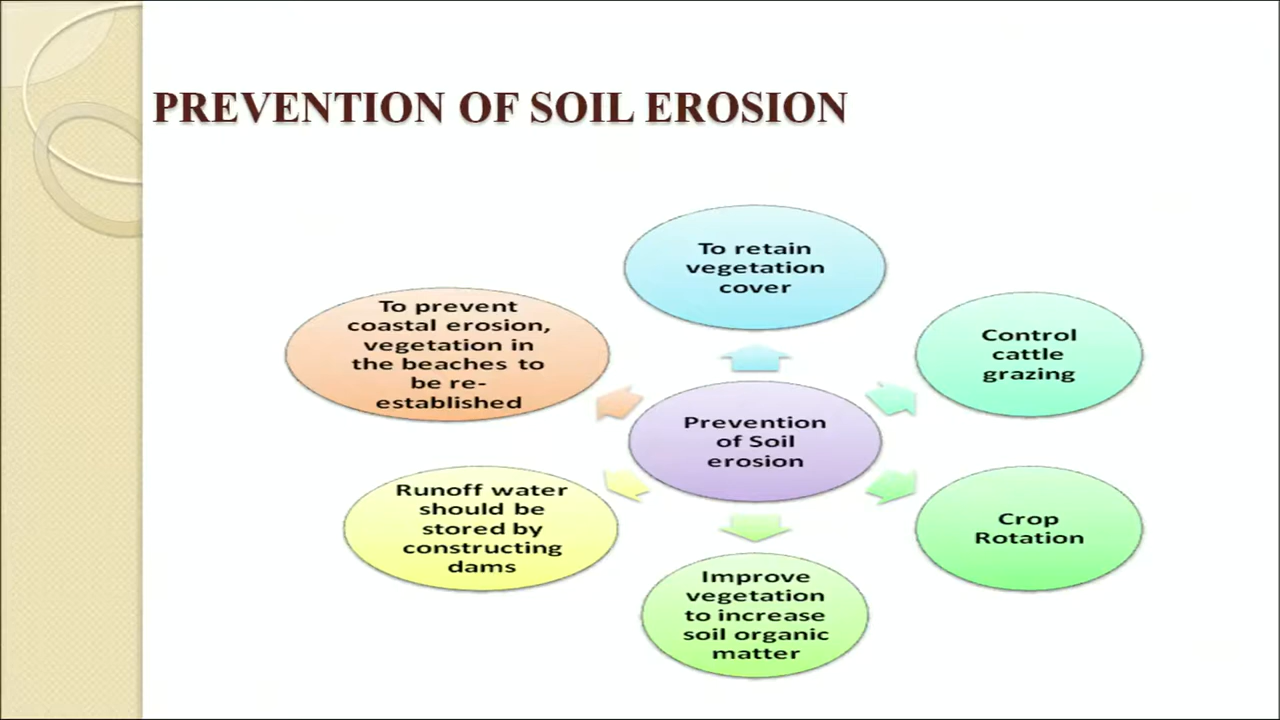 PREVENTION OF SOIL EROSION
To retain
vegetation
cover
Control
cattle
grazing
Crop
Rotation
Improve
vegetation
to increase
soil organic
matter
Runoff water
should be
stored by
constructing
dams
To prevent
coastal erosion,
vegetation in
the beaches to
be re-
established
Prevention
of Soil
erosion